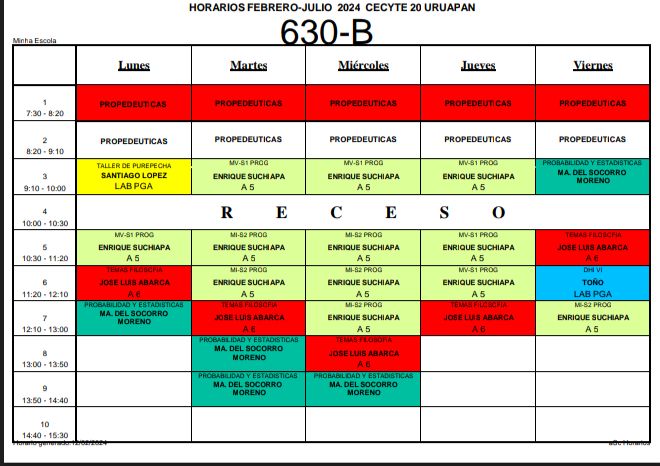 HORARIOS FEBRERO-JULIO 2024 CECYTE 20 URUAPAN
630-B
Minha Escola
Lunes Martes Miércoles Jueves Viernes
1
7:30 - 8:20
PROPEDEUTICAS PROPEDEUTICAS PROPEDEUTICAS PROPEDEUTICAS PROPEDEUTICAS
2
8:20 - 9:10
PROPEDEUTICAS PROPEDEUTICAS PROPEDEUTICAS PROPEDEUTICAS PROPEDEUTICAS
3
9:10 - 10:00
TALLER DE PUREPECHA
SANTIAGO LOPEZ
LAB PGA
MV-S1 PROG
ENRIQUE SUCHIAPA
A 5
MV-S1 PROG
ENRIQUE SUCHIAPA
A 5
MV-S1 PROG
ENRIQUE SUCHIAPA
A 5
PROBABILIDAD Y ESTADISTICAS
MA. DEL SOCORRO
MORENO
4
10:00 - 10:30
R E C E S O
5
10:30 - 11:20
MV-S1 PROG
ENRIQUE SUCHIAPA
A 5
MI-S2 PROG
ENRIQUE SUCHIAPA
A 5
MI-S2 PROG
ENRIQUE SUCHIAPA
A 5
MV-S1 PROG
ENRIQUE SUCHIAPA
A 5
TEMAS FILOSOFIA
JOSE LUIS ABARCA
A 6
6
11:20 - 12:10
TEMAS FILOSOFIA
JOSE LUIS ABARCA
A 6
MI-S2 PROG
ENRIQUE SUCHIAPA
A 5
MI-S2 PROG
ENRIQUE SUCHIAPA
A 5
MV-S1 PROG
ENRIQUE SUCHIAPA
A 5
DHI VI
TOÑO
LAB PGA
7
12:10 - 13:00
PROBABILIDAD Y ESTADISTICAS
MA. DEL SOCORRO
MORENO
TEMAS FILOSOFIA
JOSE LUIS ABARCA
A 6
MI-S2 PROG
ENRIQUE SUCHIAPA
A 5
TEMAS FILOSOFIA
JOSE LUIS ABARCA
A 6
MI-S2 PROG
ENRIQUE SUCHIAPA
A 5
8
13:00 - 13:50
PROBABILIDAD Y ESTADISTICAS
MA. DEL SOCORRO
MORENO
TEMAS FILOSOFIA
JOSE LUIS ABARCA
A 6
9
13:50 - 14:40
PROBABILIDAD Y ESTADISTICAS
MA. DEL SOCORRO
MORENO
PROBABILIDAD Y ESTADISTICAS
MA. DEL SOCORRO
MORENO
10
14:40 - 15:30
Horario generado:12/02/2024
aSc Horarios